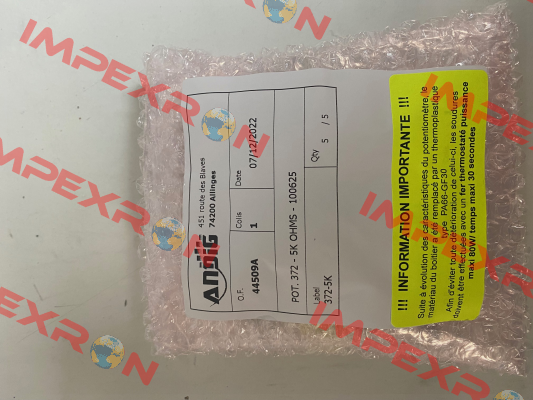 ANDIG
451 route des Blaves
74200 Allinges
O.F.
44509A
Colis
1
Date
07/12/2022
POT. 372 - 5K OHMS - 100625
Label
372-5K
Qty
5 / 5
!!! INFORMATION IMPORTANTE !!!
Suite à évolution des caractéristiques du potentiomètre, le
matériau du boitier a été remplacé par un thermoplastique
type PA66-GF30
Afin d'éviter toute détérioration de celui-ci, les soudures
doivent être effectuées avec un fer thermostaté puissance
maxi 80W/ temps maxi 30 secondes
IMPEXRON
IMPEXRON
IMPEXRON
IMPEXRON
IMPEXRON